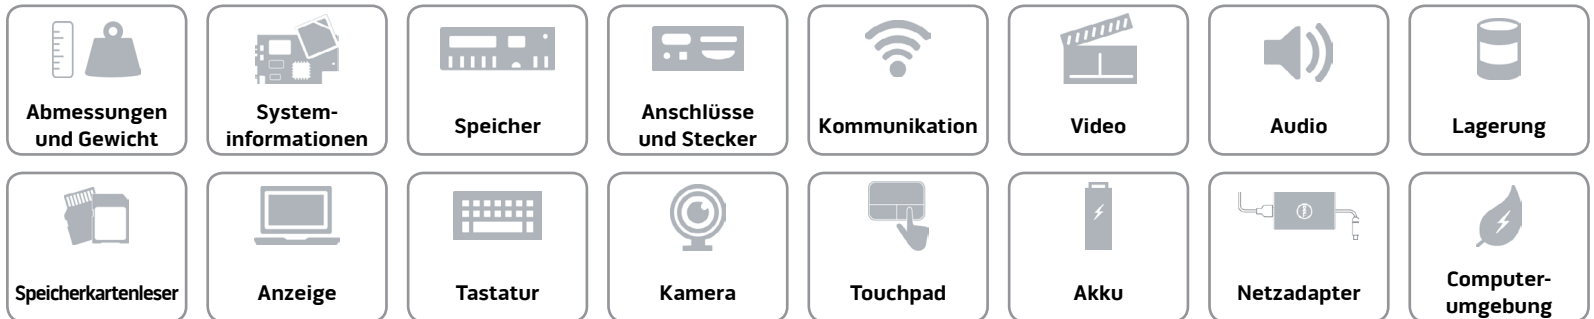 Abmessungen
und Gewicht
System-
informationen
Speicher
Anschlüsse
und Stecker
Kommunikation
Video
Audio
Lagerung
Speicherkartenleser
Anzeige
Tastatur
Kamera
Touchpad
Akku
Netzadapter
Computer-
umgebung